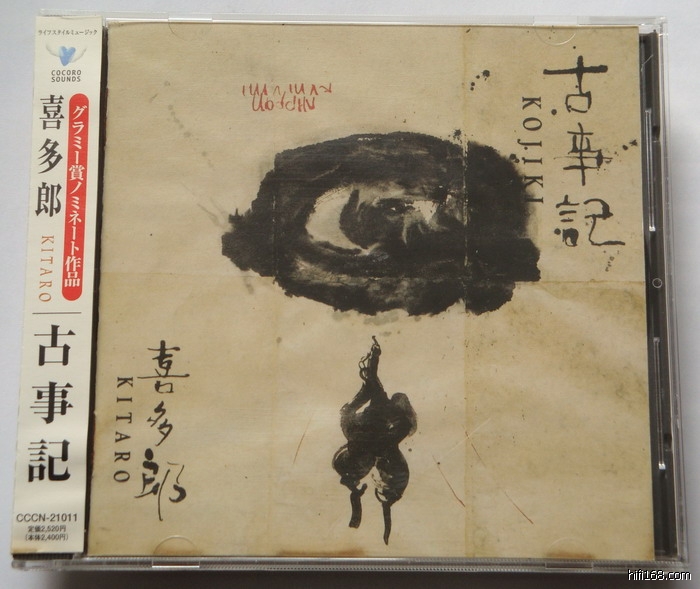 ライフスタイルミュージック
COCORO
SOUNDS
喜多郎
KITARO
グラミー賞ノミネート作品
古事記
CCCN-21011
定価2,520円
(本体2,400円)
古事記
KOJIKI
喜多郎
KITARO
hifi168.com